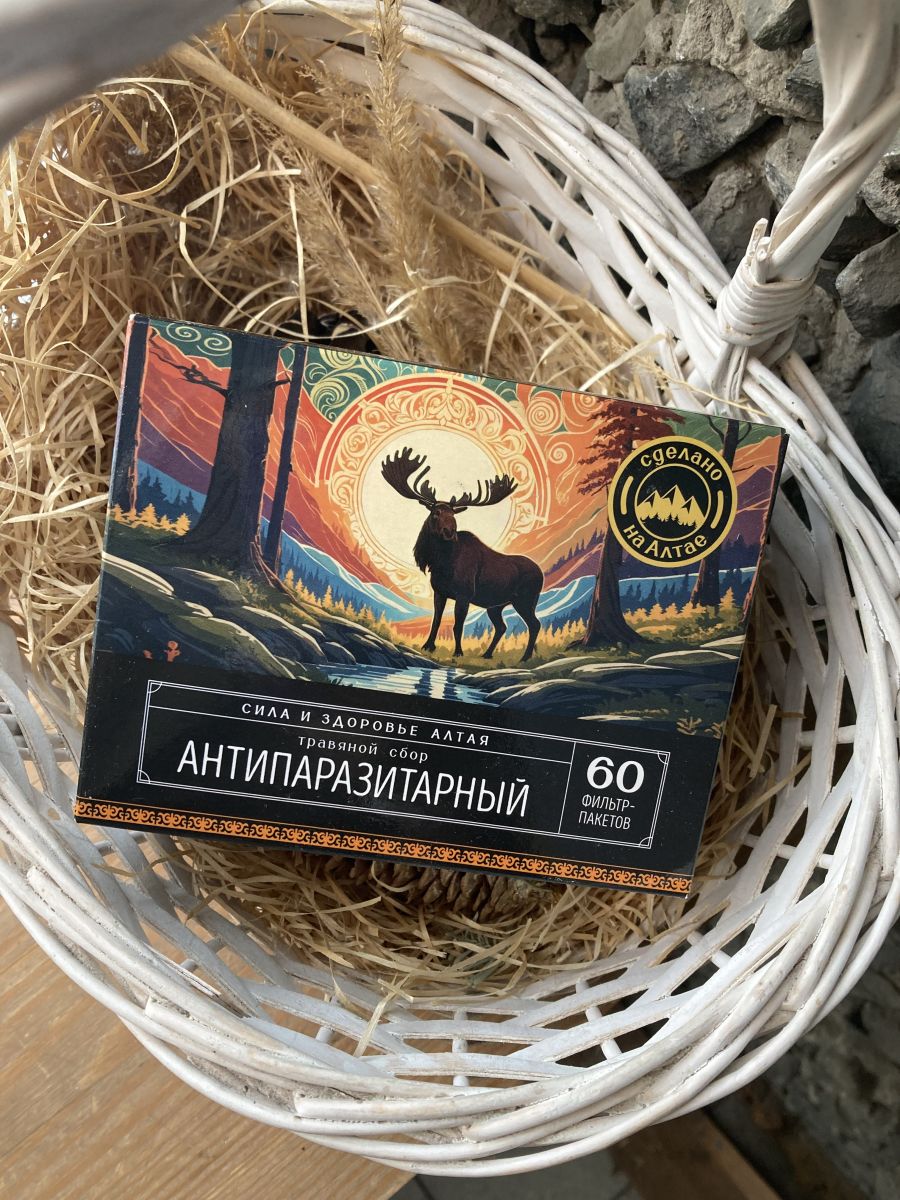 сделано
на Алтае
СИЛА И ЗДОРОВЬЕ АЛТАЯ
травяной сбор
АНТИПАРАЗИТАРНЫЙ
60
ФИЛЬТР-
ПАКЕТОВ